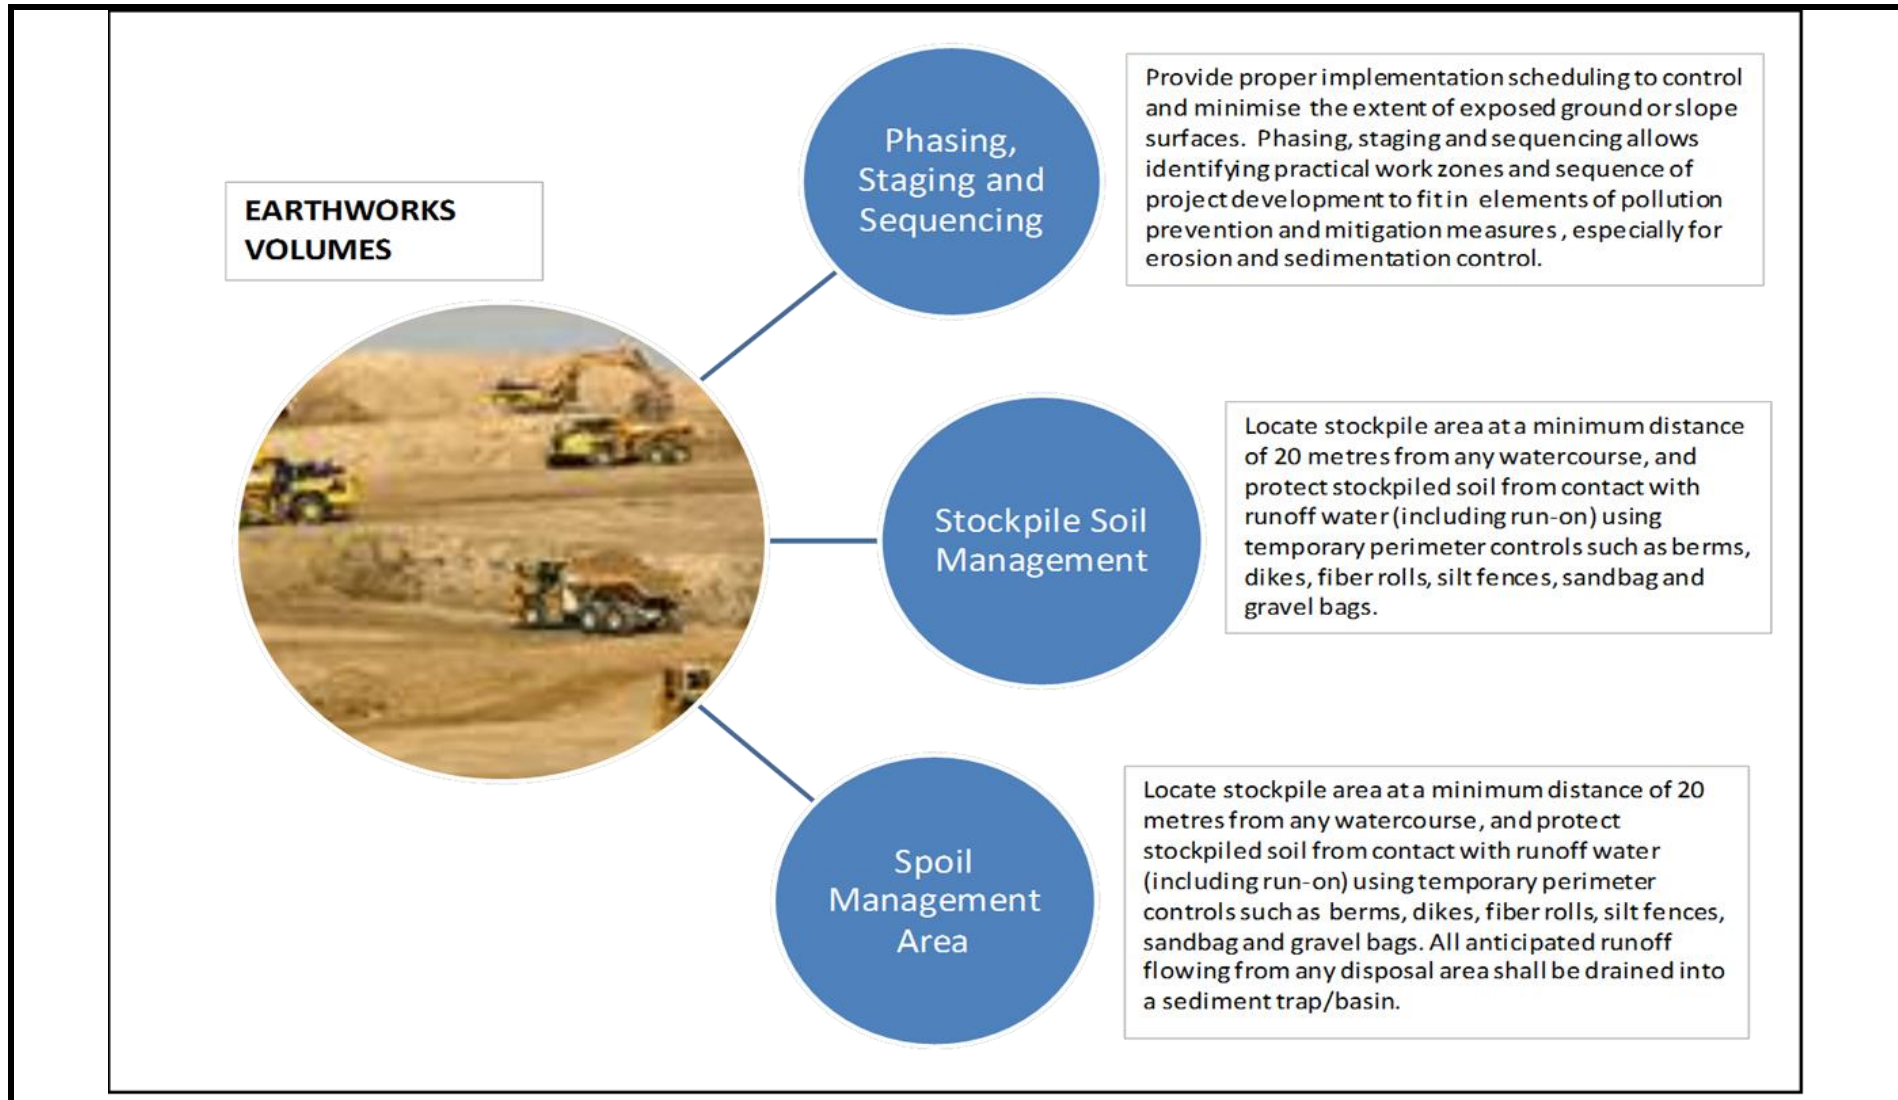 EARTHWORKS
VOLUMES
Phasing,
Staging and
Sequencing
Provide proper implementation scheduling to control
and minimise the extent of exposed ground or slope
surfaces. Phasing, staging and sequencing allows
identifying practical work zones and sequence of
project development to fit in elements of pollution
prevention and mitigation measures, especially for
erosion and sedimentation control.
Stockpile Soil
Management
Locate stockpile area at a minimum distance
of 20 metres from any watercourse, and
protect stockpiled soil from contact with
runoff water (including run-on) using
temporary perimeter controls such as berms,
dikes, fiber rolls, silt fences, sandbag and
gravel bags.
Spoil
Management
Area
Locate stockpile area at a minimum distance of 20
metres from any watercourse, and protect
stockpiled soil from contact with runoff water
(including run-on) using temporary perimeter
controls such as berms, dikes, fiber rolls, silt fences,
sandbag and gravel bags. All anticipated runoff
flowing from any disposal area shall be drained into
a sediment trap/basin.